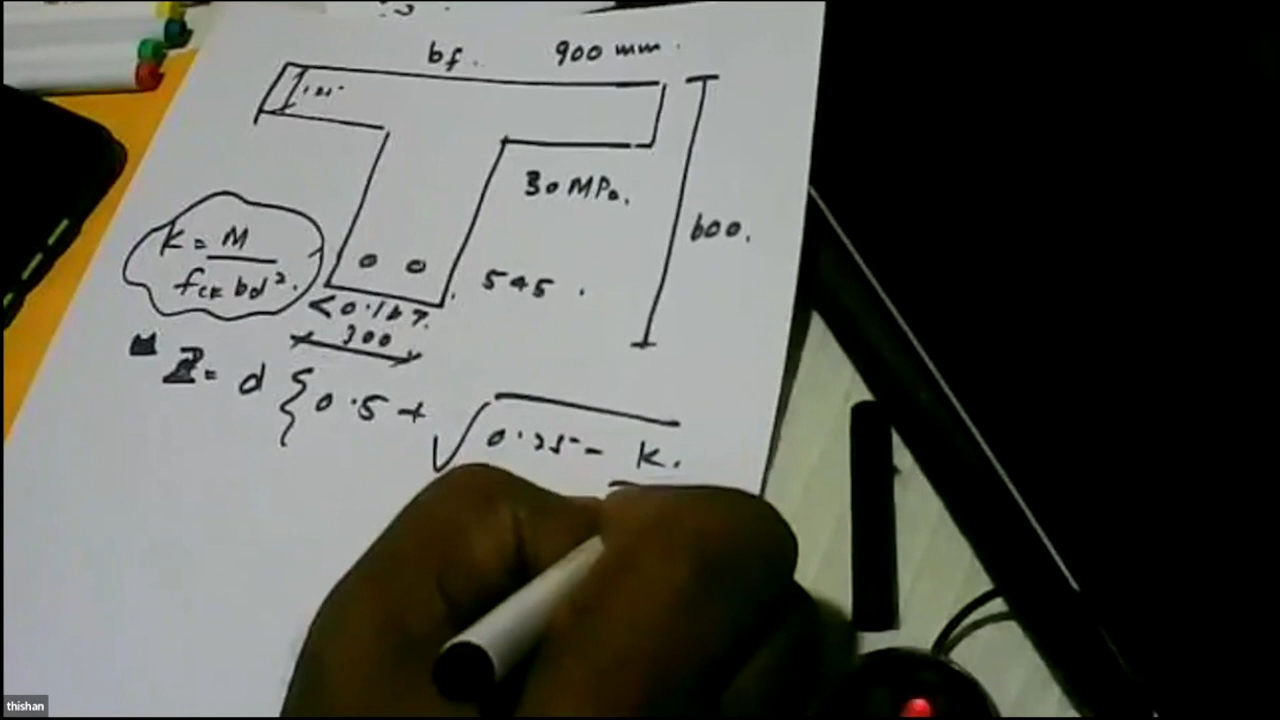 bf. 900 mm.
30 MPa.
600.
K = M
fck bd².
545.
<0.167.
300
Z = d { 0.5 + √ 0.25 - K.
thishan